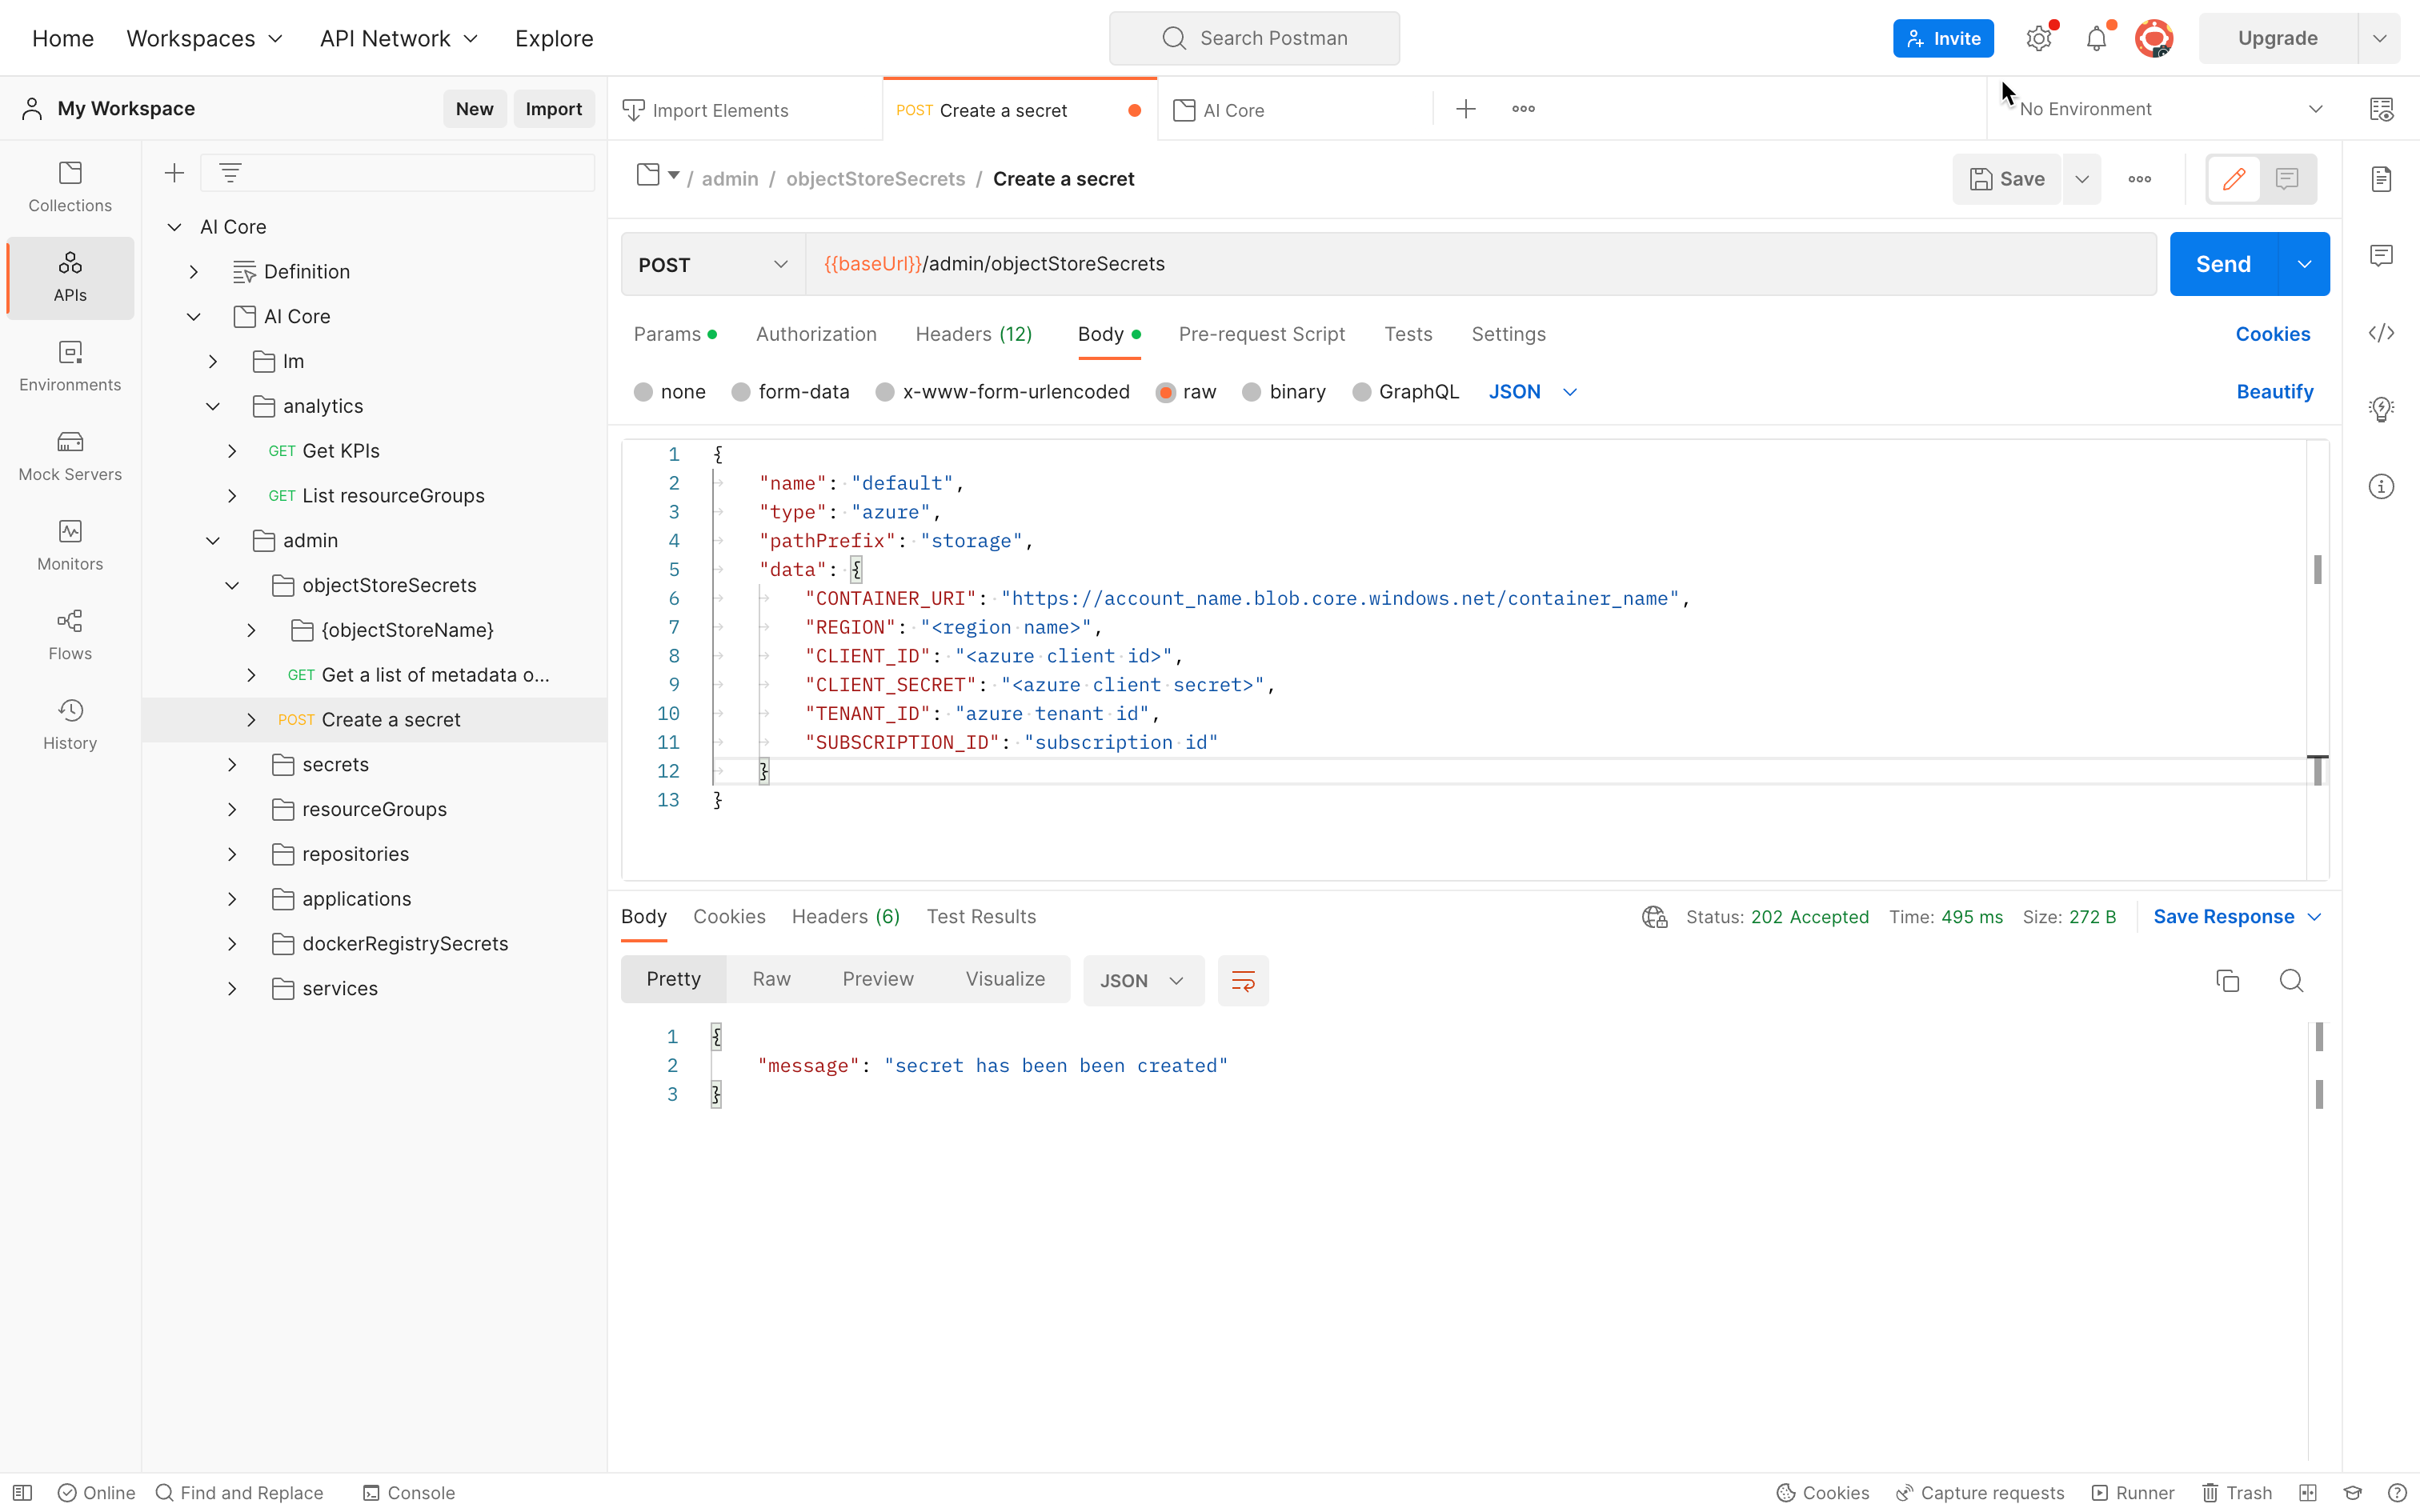 Home Workspaces API Network Explore Search Postman Invite Upgrade
My Workspace New Import Import Elements POST Create a secret AI Core No Environment
Collections
APIs
Environments
Mock Servers
Monitors
Flows
History
AI Core
Definition
AI Core
lm
analytics
GET Get KPIs
GET List resourceGroups
admin
objectStoreSecrets
{objectStoreName}
GET Get a list of metadata o...
POST Create a secret
secrets
resourceGroups
repositories
applications
dockerRegistrySecrets
services
/ admin / objectStoreSecrets / Create a secret Save
POST {{baseUrl}}/admin/objectStoreSecrets Send
Params Authorization Headers (12) Body Pre-request Script Tests Settings Cookies
none form-data x-www-form-urlencoded raw binary GraphQL JSON Beautify
1 {
2 "name": "default",
3 "type": "azure",
4 "pathPrefix": "storage",
5 "data": {
6 "CONTAINER_URI": "https://account_name.blob.core.windows.net/container_name",
7 "REGION": "<region name>",
8 "CLIENT_ID": "<azure client id>",
9 "CLIENT_SECRET": "<azure client secret>",
10 "TENANT_ID": "azure tenant id",
11 "SUBSCRIPTION_ID": "subscription id"
12 }
13 }
Body Cookies Headers (6) Test Results Status: 202 Accepted Time: 495 ms Size: 272 B Save Response
Pretty Raw Preview Visualize JSON
1 {
2 "message": "secret has been been created"
3 }
Online Find and Replace Console Cookies Capture requests Runner Trash